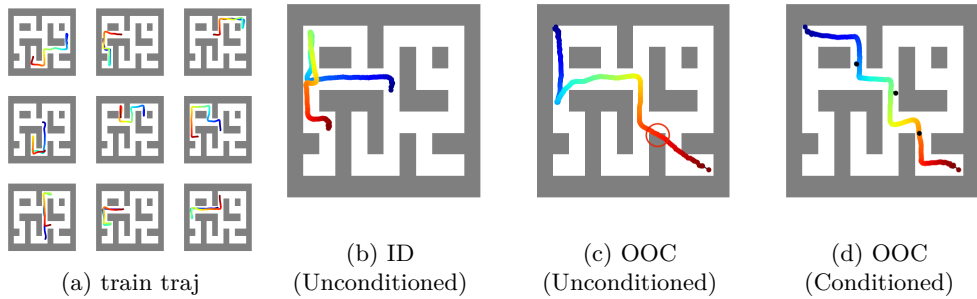 (a) train traj
(b) ID
(Unconditioned)
(c) OOC
(Unconditioned)
(d) OOC
(Conditioned)